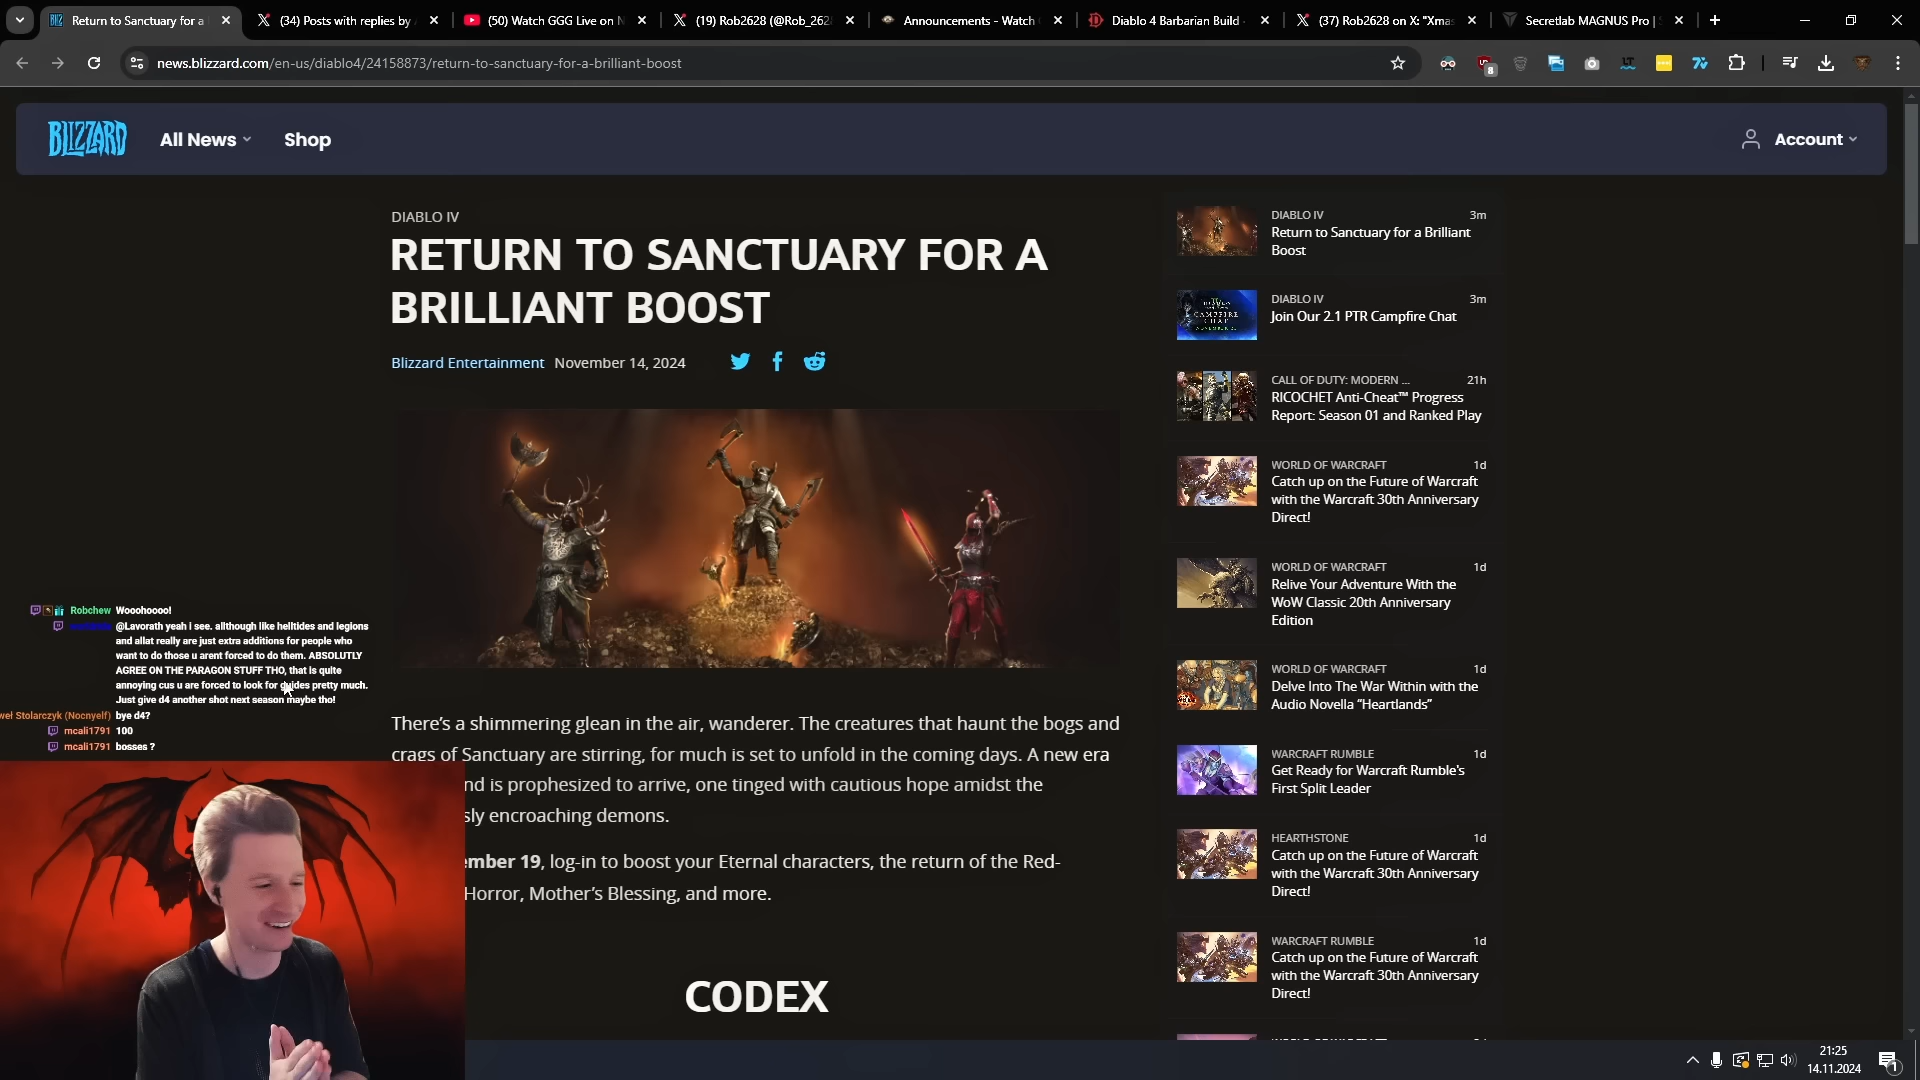 Return to Sanctuary for a
(34) Posts with replies by
(50) Watch GGG Live on
(19) Rob2628 (@Rob_262
Announcements - Watch
Diablo 4 Barbarian Build
(37) Rob2628 on X: "Xma
Secretlab MAGNUS Pro |
news.blizzard.com/en-us/diablo4/24158873/return-to-sanctuary-for-a-brilliant-boost
8
BLIZZARD
All News
Shop
Account
DIABLO IV
RETURN TO SANCTUARY FOR A
BRILLIANT BOOST
Blizzard Entertainment November 14, 2024
There's a shimmering glean in the air, wanderer. The creatures that haunt the bogs and
crags of Sanctuary are stirring, for much is set to unfold in the coming days. A new era
nd is prophesized to arrive, one tinged with cautious hope amidst the
sly encroaching demons.
ember 19, log-in to boost your Eternal characters, the return of the Red-
Horror, Mother's Blessing, and more.
CODEX
DIABLO IV 3m
Return to Sanctuary for a Brilliant
Boost
DIABLO IV 3m
Join Our 2.1 PTR Campfire Chat
CALL OF DUTY: MODERN ... 21h
RICOCHET Anti-Cheat™ Progress
Report: Season 01 and Ranked Play
WORLD OF WARCRAFT 1d
Catch up on the Future of Warcraft
with the Warcraft 30th Anniversary
Direct!
WORLD OF WARCRAFT 1d
Relive Your Adventure With the
WoW Classic 20th Anniversary
Edition
WORLD OF WARCRAFT 1d
Delve Into The War Within with the
Audio Novella "Heartlands"
WARCRAFT RUMBLE 1d
Get Ready for Warcraft Rumble's
First Split Leader
HEARTHSTONE 1d
Catch up on the Future of Warcraft
with the Warcraft 30th Anniversary
Direct!
WARCRAFT RUMBLE 1d
Catch up on the Future of Warcraft
with the Warcraft 30th Anniversary
Direct!
Robchew Wooohoooo!
@Lavorath yeah i see. allthough like helltides and legions
and allat really are just extra additions for people who
want to do those u arent forced to do them. ABSOLUTLY
AGREE ON THE PARAGON STUFF THO, that is quite
annoying cus u are forced to look for guides pretty much.
Just give d4 another shot next season maybe tho!
weł Stolarczyk (Nocnyelf) bye d4?
mcali1791 100
mcali1791 bosses ?
21:25
14.11.2024
1